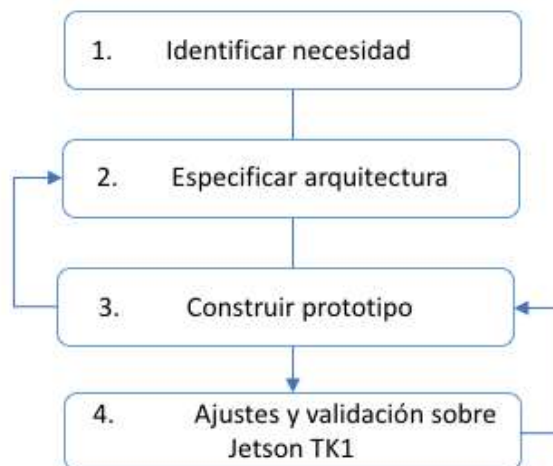 1. Identificar necesidad
2. Especificar arquitectura
3. Construir prototipo
4. Ajustes y validación sobre
Jetson TK1